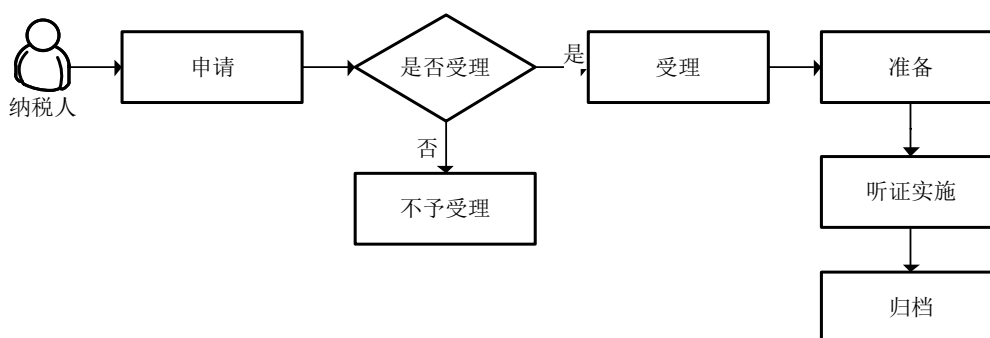 纳税人
申请
是否受理
是
受理
准备
否
不予受理
听证实施
归档